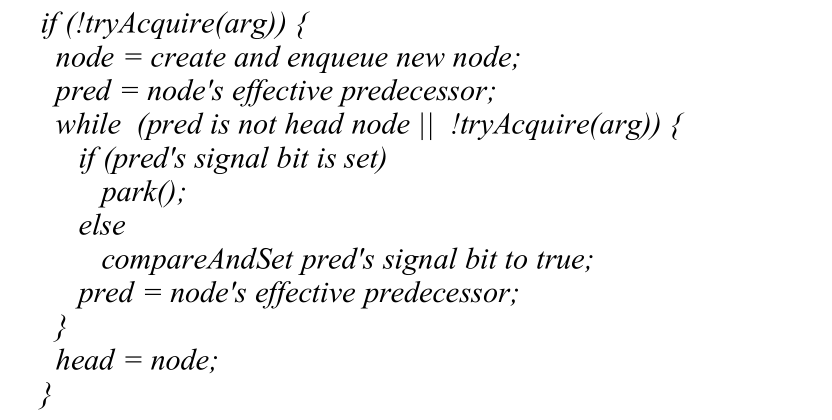 if (!tryAcquire(arg)) {
node = create and enqueue new node;
pred = node's effective predecessor;
while (pred is not head node || !tryAcquire(arg)) {
if (pred's signal bit is set)
park();
else
compareAndSet pred's signal bit to true;
pred = node's effective predecessor;
}
head = node;
}